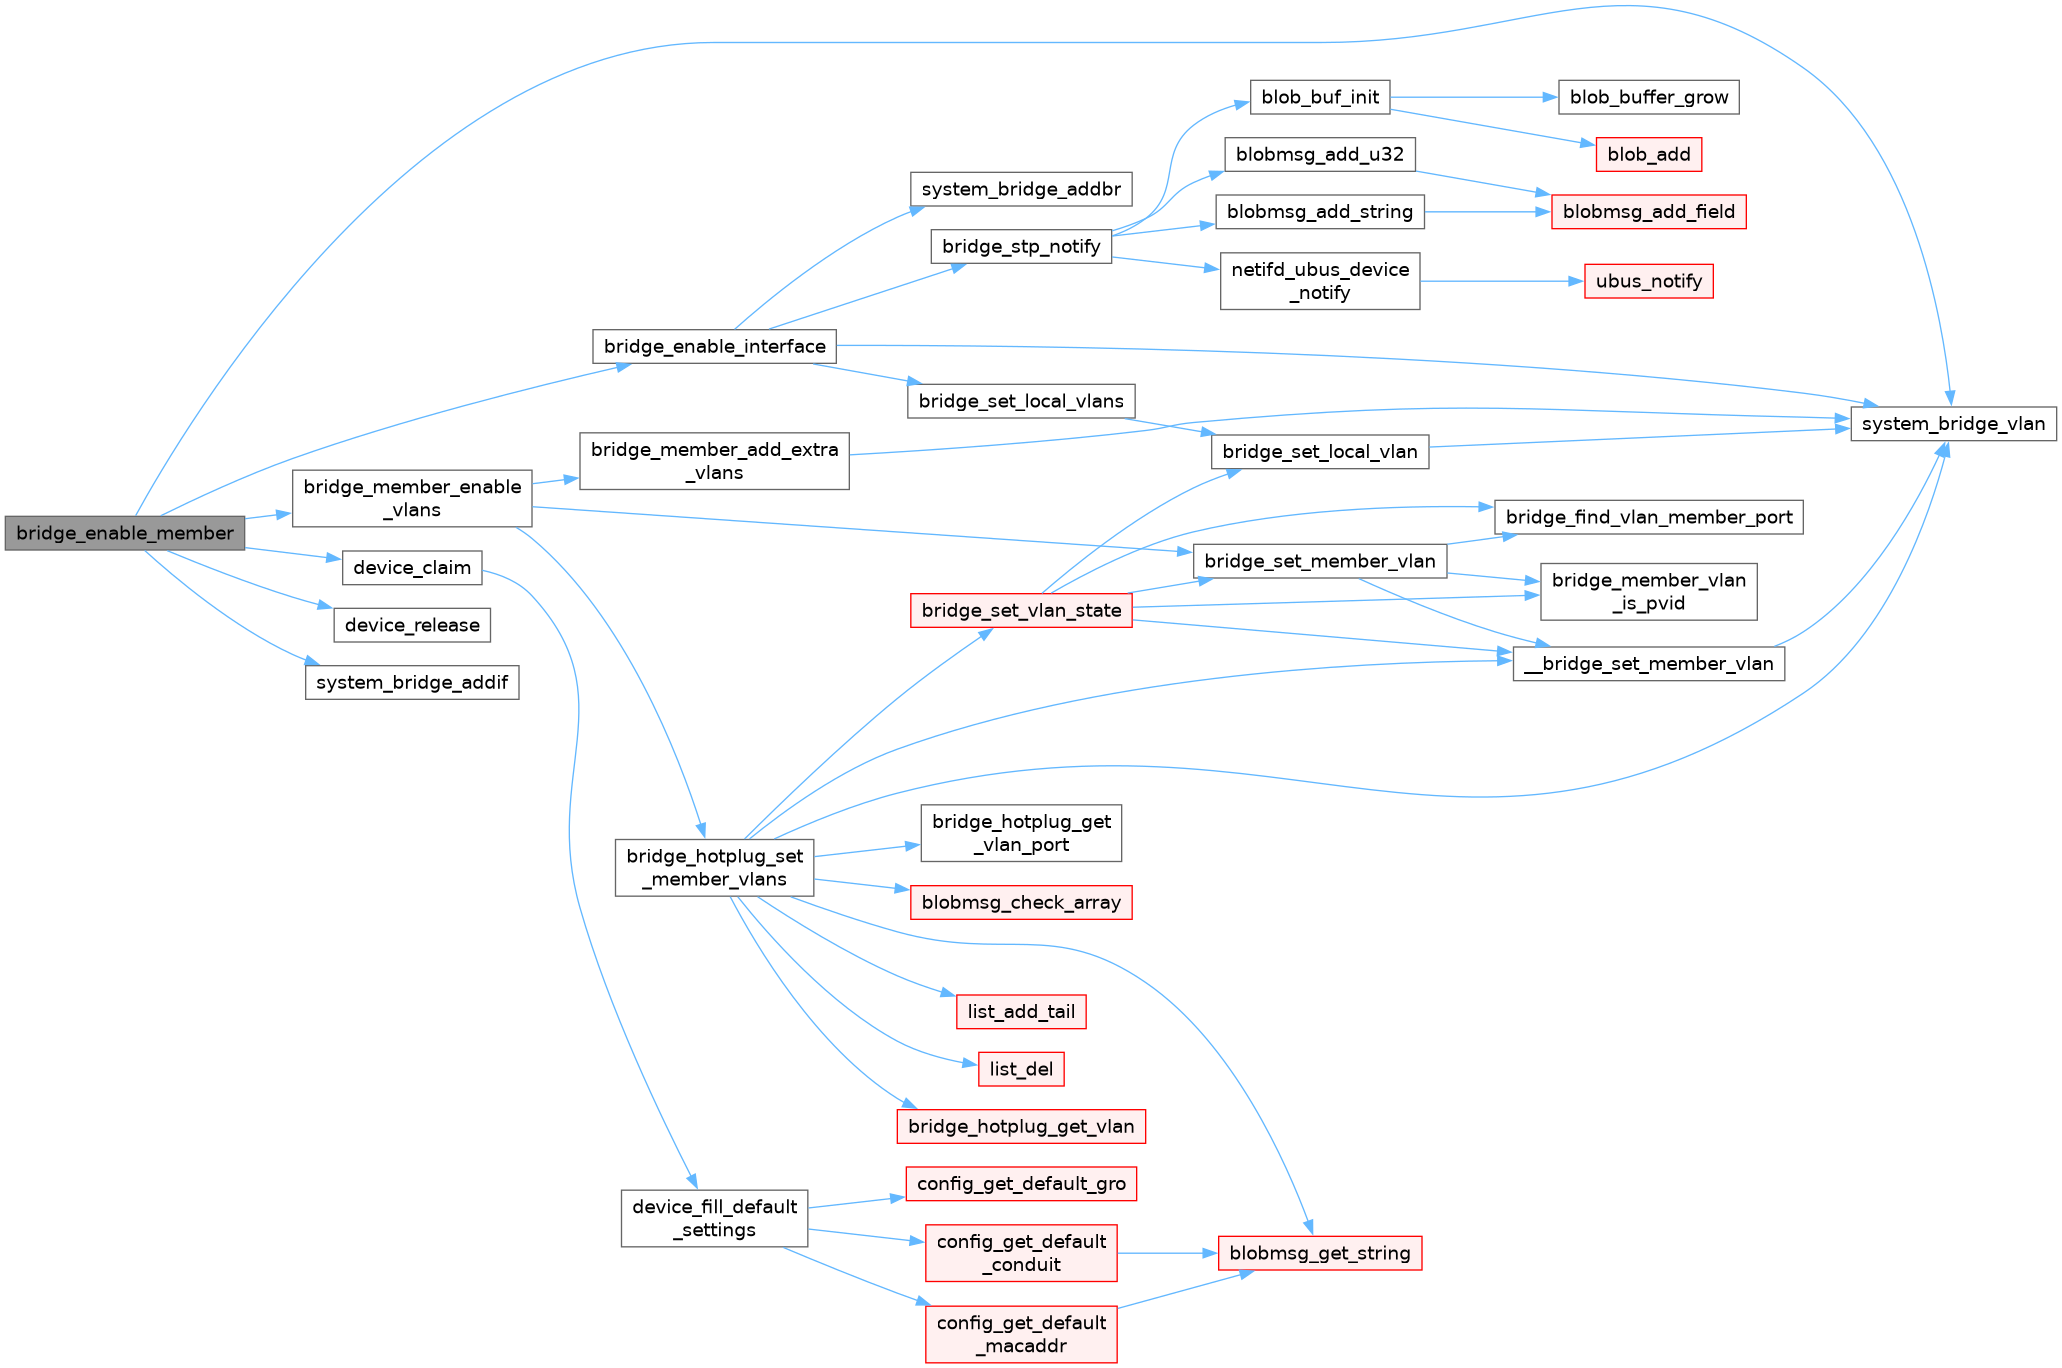 bridge_enable_member
bridge_member_enable
_vlans
device_claim
device_release
system_bridge_addif
bridge_enable_interface
bridge_member_add_extra
_vlans
bridge_hotplug_set
_member_vlans
device_fill_default
_settings
system_bridge_addbr
bridge_stp_notify
bridge_set_local_vlans
bridge_set_vlan_state
bridge_hotplug_get
_vlan_port
blobmsg_check_array
list_add_tail
list_del
bridge_hotplug_get_vlan
config_get_default_gro
config_get_default
_conduit
config_get_default
_macaddr
blob_buf_init
blobmsg_add_u32
blobmsg_add_string
netifd_ubus_device
_notify
bridge_set_local_vlan
bridge_set_member_vlan
blobmsg_get_string
blob_buffer_grow
blob_add
blobmsg_add_field
ubus_notify
bridge_find_vlan_member_port
bridge_member_vlan
_is_pvid
__bridge_set_member_vlan
system_bridge_vlan